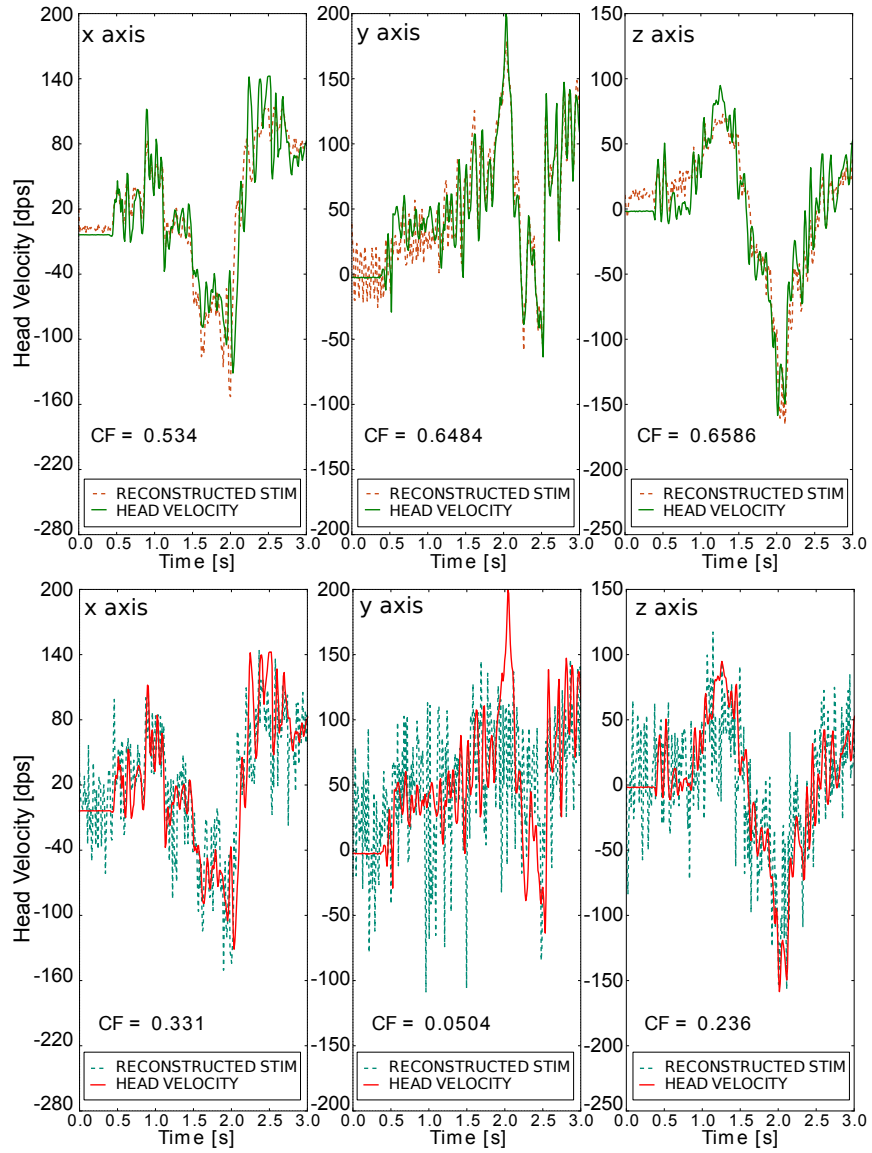 x axis
y axis
z axis
200
140
80
20
-40
-100
-160
-220
-280
200
150
100
50
0
-50
-100
-150
-200
150
100
50
0
-50
-100
-150
-200
-250
Head Velocity [dps]
CF = 0.534
CF = 0.6484
CF = 0.6586
RECONSTRUCTED STIM
HEAD VELOCITY
RECONSTRUCTED STIM
HEAD VELOCITY
RECONSTRUCTED STIM
HEAD VELOCITY
0.0 0.5 1.0 1.5 2.0 2.5 3.0
0.0 0.5 1.0 1.5 2.0 2.5 3.0
0.0 0.5 1.0 1.5 2.0 2.5 3.0
Time [s]
Time [s]
Time [s]
x axis
y axis
z axis
200
140
80
20
-40
-100
-160
-220
-280
200
150
100
50
0
-50
-100
-150
-200
150
100
50
0
-50
-100
-150
-200
-250
Head Velocity [dps]
CF = 0.331
CF = 0.0504
CF = 0.236
RECONSTRUCTED STIM
HEAD VELOCITY
RECONSTRUCTED STIM
HEAD VELOCITY
RECONSTRUCTED STIM
HEAD VELOCITY
0.0 0.5 1.0 1.5 2.0 2.5 3.0
0.0 0.5 1.0 1.5 2.0 2.5 3.0
0.0 0.5 1.0 1.5 2.0 2.5 3.0
Time [s]
Time [s]
Time [s]